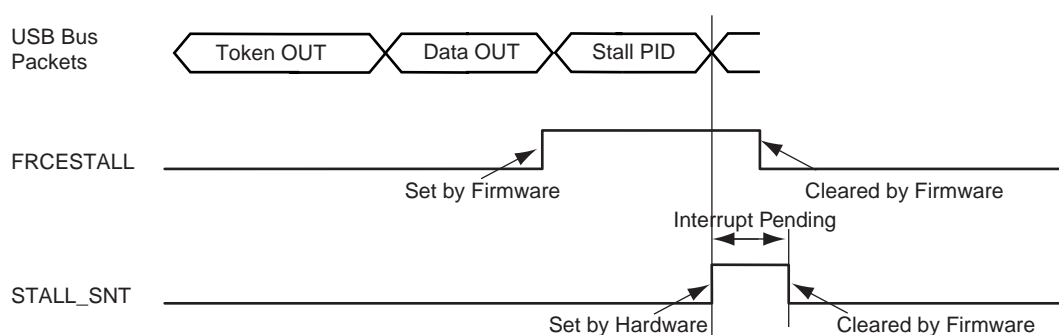 USB Bus
Packets
Token OUT
Data OUT
Stall PID
FRCESTALL
Set by Firmware
Cleared by Firmware
Interrupt Pending
STALL_SNT
Set by Hardware
Cleared by Firmware